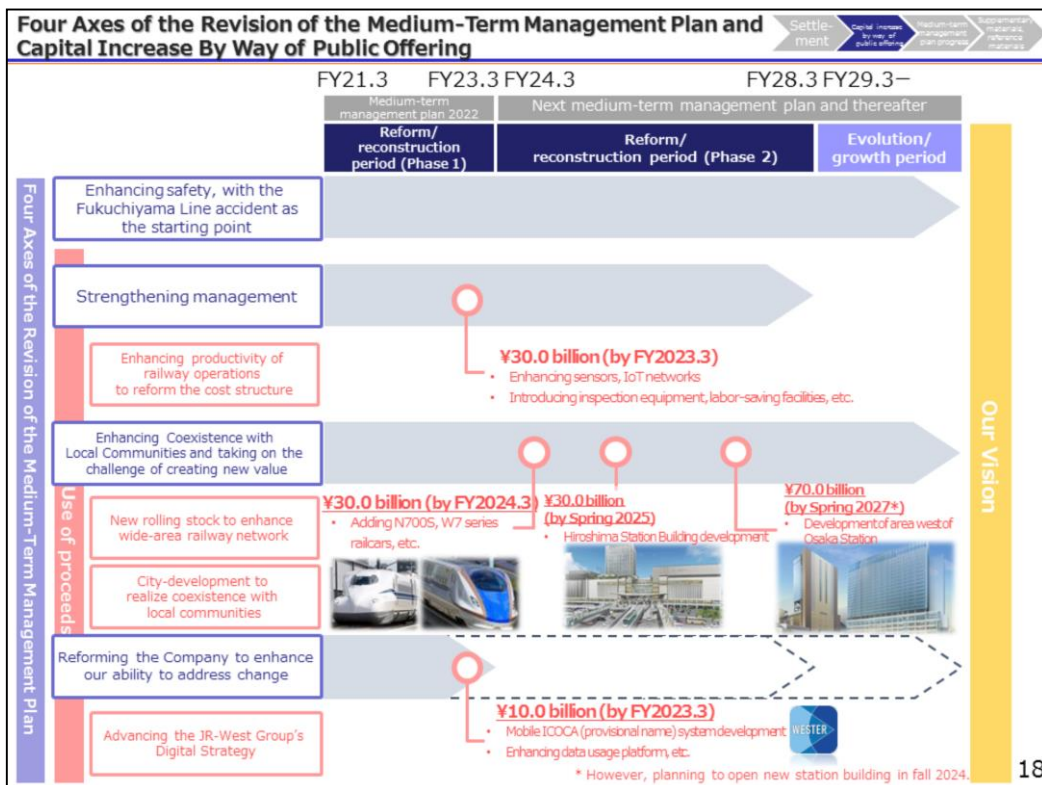 Four Axes of the Revision of the Medium-Term Management Plan and
Capital Increase By Way of Public Offering
Settle-
ment
Capital increase
by way of
public offering
Medium-term
management
plan progress
Supplementary
materials,
reference
materials
FY21.3
FY23.3
FY24.3
FY28.3
FY29.3−
Medium-term
management plan 2022
Next medium-term management plan and thereafter
Reform/
reconstruction
period (Phase 1)
Reform/
reconstruction period (Phase 2)
Evolution/
growth period
Four Axes of the Revision of the Medium-Term Management Plan
Use of proceeds
Our Vision
Enhancing safety, with the
Fukuchiyama Line accident as
the starting point
Strengthening management
Enhancing productivity of
railway operations
to reform the cost structure
¥30.0 billion (by FY2023.3)
• Enhancing sensors, IoT networks
• Introducing inspection equipment, labor-saving facilities, etc.
Enhancing Coexistence with
Local Communities and taking on the
challenge of creating new value
New rolling stock to enhance
wide-area railway network
City-development to
realize coexistence with
local communities
¥30.0 billion (by FY2024.3)
• Adding N700S, W7 series
railcars, etc.
¥30.0 billion
(by Spring 2025)
• Hiroshima Station Building development
¥70.0 billion
(by Spring 2027*)
• Development of area west of
Osaka Station
Reforming the Company to enhance
our ability to address change
Advancing the JR-West Group's
Digital Strategy
¥10.0 billion (by FY2023.3)
• Mobile ICOCA (provisional name) system development
• Enhancing data usage platform, etc.
WESTER
* However, planning to open new station building in fall 2024.
18